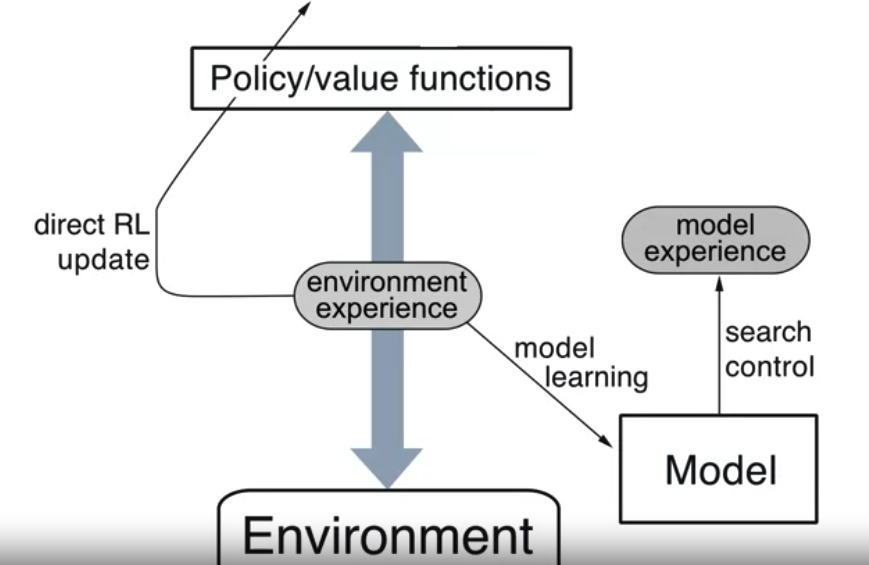 Policy/value functions
direct RL
update
environment
experience
model
experience
model
learning
search
control
Model
Environment